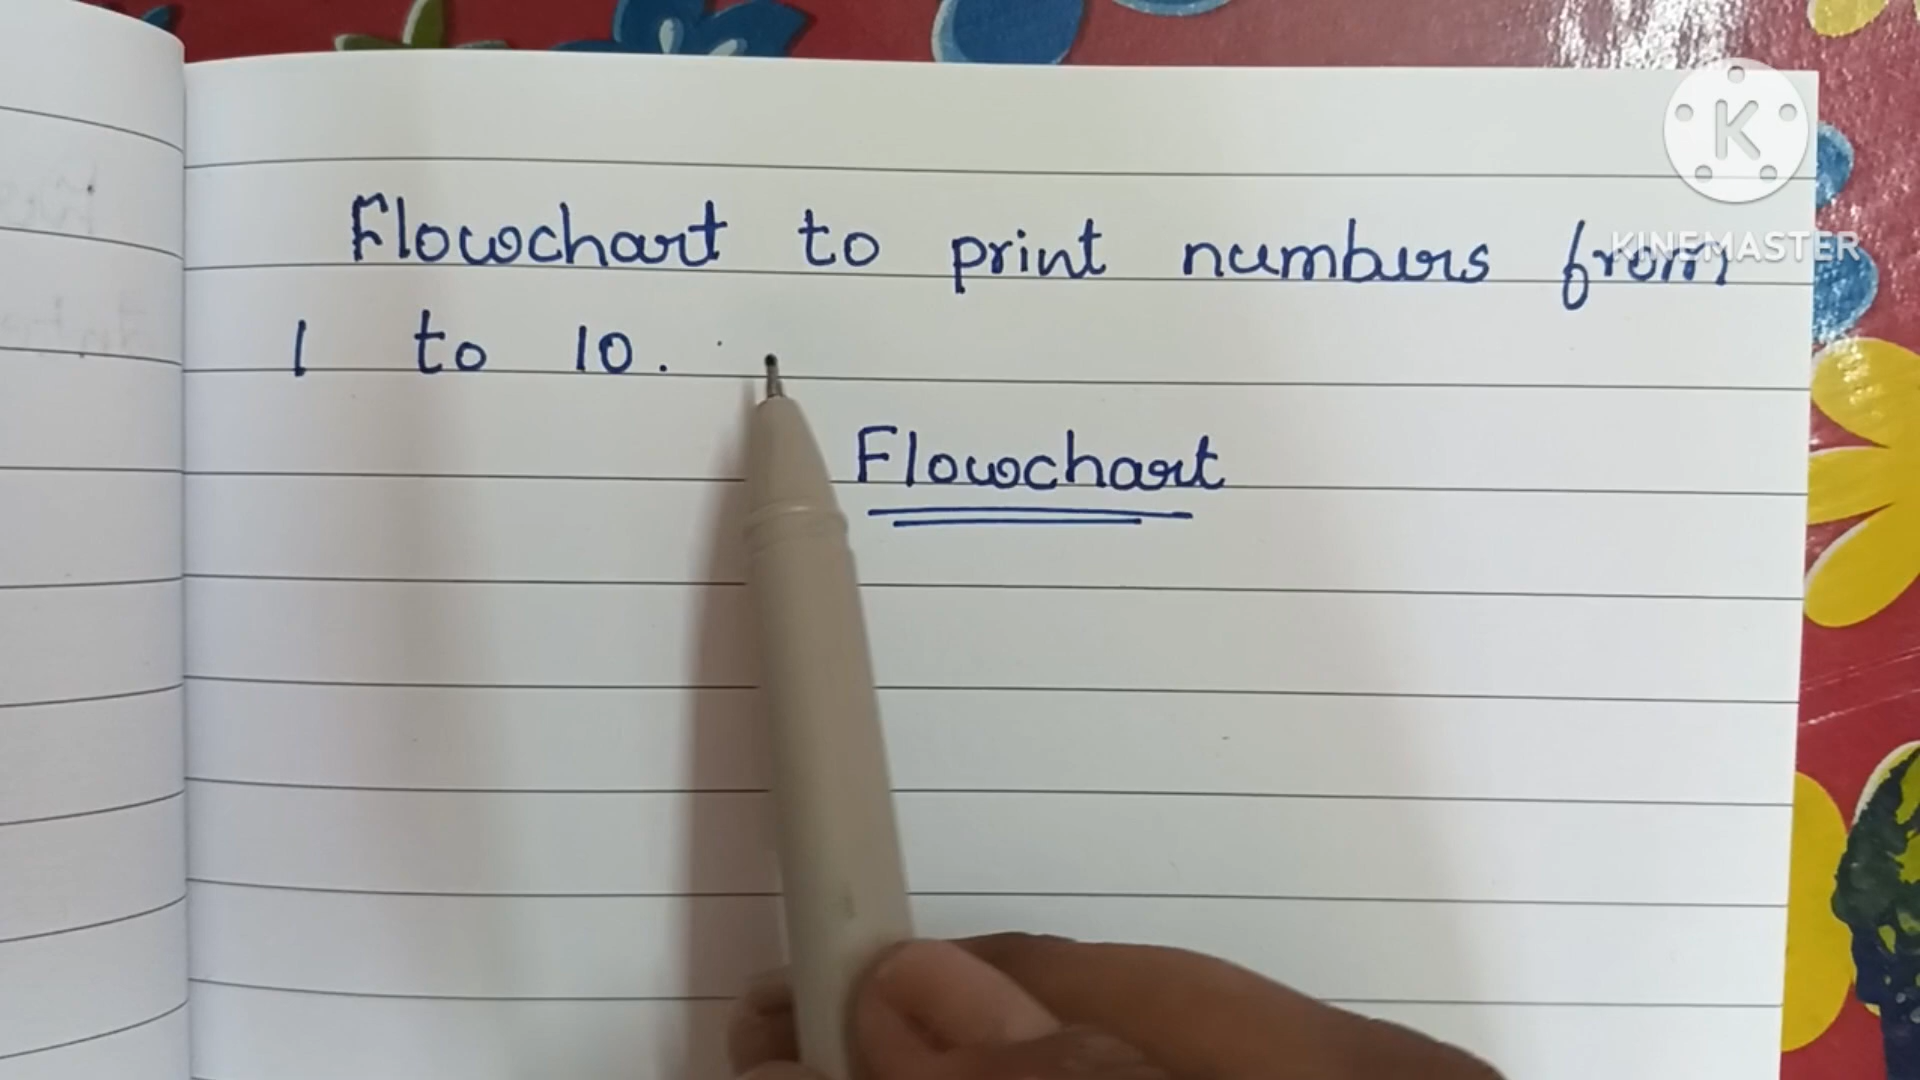 Flowchart to print numbers from
1 to 10.
Flowchart
K
KINEMASTER